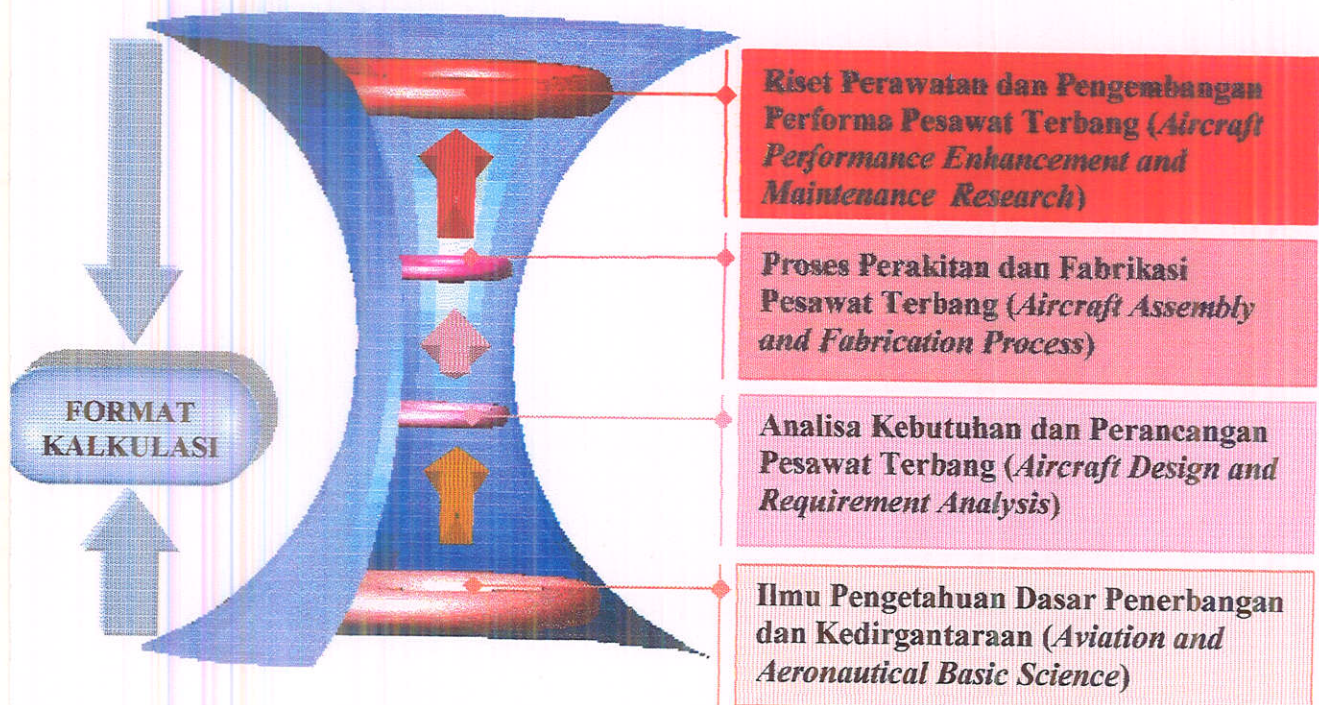 Riset Perawatan dan Pengembangan
Performa Pesawat Terbang (Aircraft
Performance Enhancement and
Maintenance Research)
Proses Perakitan dan Fabrikasi
Pesawat Terbang (Aircraft Assembly
and Fabrication Process)
FORMAT
KALKULASI
Analisa Kebutuhan dan Perancangan
Pesawat Terbang (Aircraft Design and
Requirement Analysis)
Ilmu Pengetahuan Dasar Penerbangan
dan Kedirgantaraan (Aviation and
Aeronautical Basic Science)